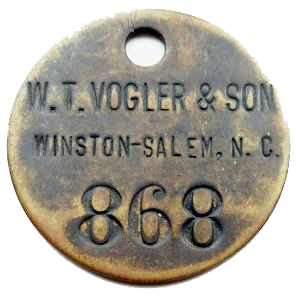 W. T. VOGLER & SON
WINSTON-SALEM, N. C.
868